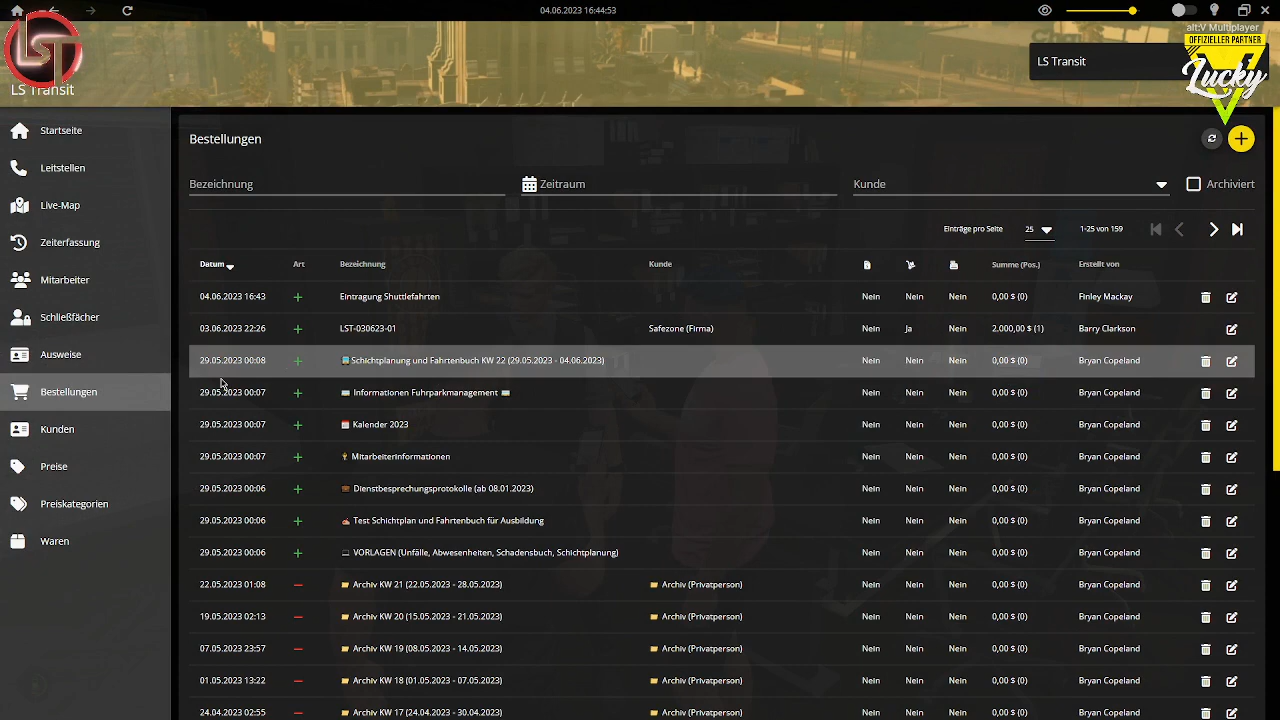 04.06.2023 16:44:53
alt:V Multiplayer
OFFIZIELLER PARTNER
Lucky V
LST
LS Transit
LS Transit
Startseite
Leitstellen
Live-Map
Zeiterfassung
Mitarbeiter
Schließfächer
Ausweise
Bestellungen
Kunden
Preise
Preiskategorien
Waren
Bestellungen
Bezeichnung Zeitraum Kunde Archiviert
Einträge pro Seite 25 1-25 von 159
Datum Art Bezeichnung Kunde Summe (Pos.) Erstellt von
04.06.2023 16:43 + Eintragung Shuttlefahrten Nein Nein Nein 0,00 $ (0) Finley Mackay
03.06.2023 22:26 + LST-030623-01 Safezone (Firma) Nein Ja Nein 2.000,00 $ (1) Barry Clarkson
29.05.2023 00:08 + Schichtplanung und Fahrtenbuch KW 22 (29.05.2023 - 04.06.2023) Nein Nein Nein 0,00 $ (0) Bryan Copeland
29.05.2023 00:07 + Informationen Fuhrparkmanagement Nein Nein Nein 0,00 $ (0) Bryan Copeland
29.05.2023 00:07 + Kalender 2023 Nein Nein Nein 0,00 $ (0) Bryan Copeland
29.05.2023 00:07 + Mitarbeiterinformationen Nein Nein Nein 0,00 $ (0) Bryan Copeland
29.05.2023 00:06 + Dienstbesprechungsprotokolle (ab 08.01.2023) Nein Nein Nein 0,00 $ (0) Bryan Copeland
29.05.2023 00:06 + Test Schichtplan und Fahrtenbuch für Ausbildung Nein Nein Nein 0,00 $ (0) Bryan Copeland
29.05.2023 00:06 + VORLAGEN (Unfälle, Abwesenheiten, Schadensbuch, Schichtplanung) Nein Nein Nein 0,00 $ (0) Bryan Copeland
22.05.2023 01:08 − Archiv KW 21 (22.05.2023 - 28.05.2023) Archiv (Privatperson) Nein Nein Nein 0,00 $ (0) Bryan Copeland
19.05.2023 02:13 − Archiv KW 20 (15.05.2023 - 21.05.2023) Archiv (Privatperson) Nein Nein Nein 0,00 $ (0) Bryan Copeland
07.05.2023 23:57 − Archiv KW 19 (08.05.2023 - 14.05.2023) Archiv (Privatperson) Nein Nein Nein 0,00 $ (0) Bryan Copeland
01.05.2023 13:22 − Archiv KW 18 (01.05.2023 - 07.05.2023) Archiv (Privatperson) Nein Nein Nein 0,00 $ (0) Bryan Copeland
24.04.2023 02:55 − Archiv KW 17 (24.04.2023 - 30.04.2023) Archiv (Privatperson) Nein Nein Nein 0,00 $ (0) Bryan Copeland